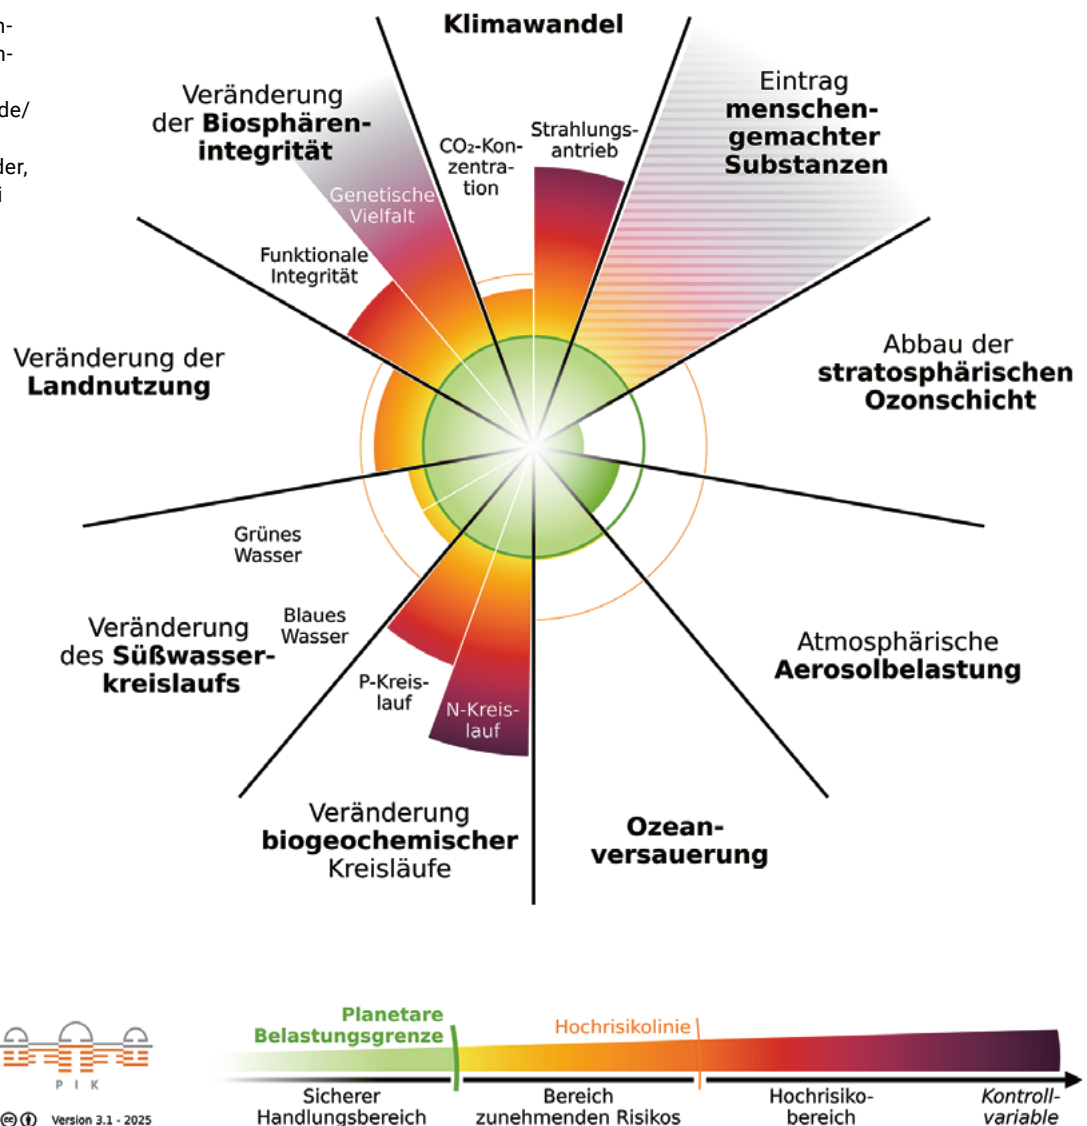 n-
n-
de/
der,
i
Klimawandel
CO₂-Kon-
zentra-
tion
Strahlungs-
antrieb
Eintrag
menschen-
gemachter
Substanzen
Abbau der
stratosphärischen
Ozonschicht
Atmosphärische
Aerosolbelastung
Ozean-
versauerung
Veränderung
biogeochemischer
Kreisläufe
P-Kreis-
lauf
N-Kreis-
lauf
Veränderung
des Süßwasser-
kreislaufs
Grünes
Wasser
Blaues
Wasser
Veränderung der
Landnutzung
Veränderung
der Biosphären-
integrität
Funktionale
Integrität
Genetische
Vielfalt
Planetare
Belastungsgrenze
Hochrisikolinie
Sicherer
Handlungsbereich
Bereich
zunehmenden Risikos
Hochrisiko-
bereich
Kontroll-
variable
P I K
cc Version 3.1 - 2025